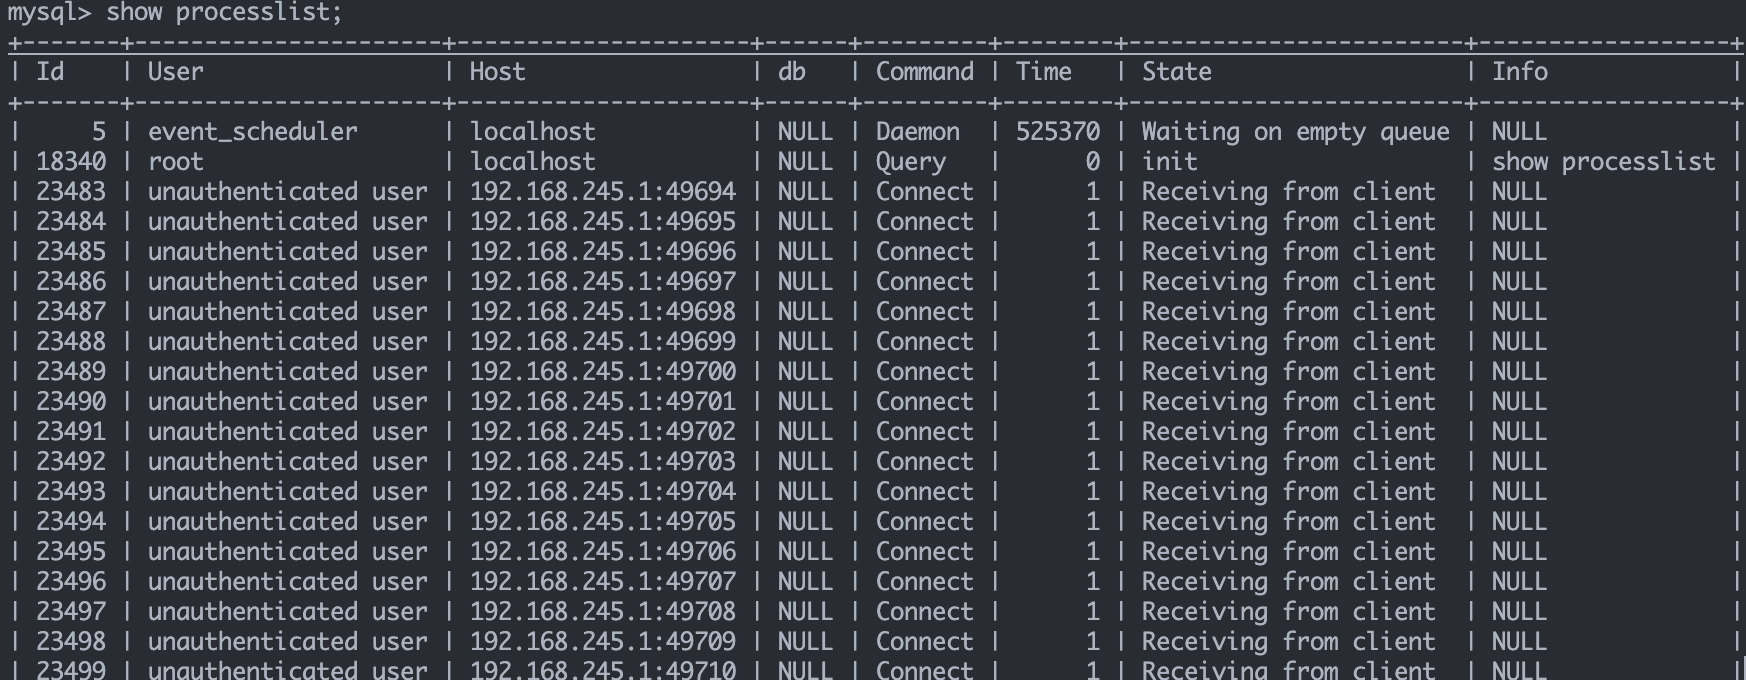 mysql> show processlist;
+-------+----------------------+----------------------+------+---------+--------+------------------------+------------------+
| Id | User | Host | db | Command | Time | State | Info |
+-------+----------------------+----------------------+------+---------+--------+------------------------+------------------+
| 5 | event_scheduler | localhost | NULL | Daemon | 525370 | Waiting on empty queue | NULL |
| 18340 | root | localhost | NULL | Query | 0 | init | show processlist |
| 23483 | unauthenticated user | 192.168.245.1:49694 | NULL | Connect | 1 | Receiving from client | NULL |
| 23484 | unauthenticated user | 192.168.245.1:49695 | NULL | Connect | 1 | Receiving from client | NULL |
| 23485 | unauthenticated user | 192.168.245.1:49696 | NULL | Connect | 1 | Receiving from client | NULL |
| 23486 | unauthenticated user | 192.168.245.1:49697 | NULL | Connect | 1 | Receiving from client | NULL |
| 23487 | unauthenticated user | 192.168.245.1:49698 | NULL | Connect | 1 | Receiving from client | NULL |
| 23488 | unauthenticated user | 192.168.245.1:49699 | NULL | Connect | 1 | Receiving from client | NULL |
| 23489 | unauthenticated user | 192.168.245.1:49700 | NULL | Connect | 1 | Receiving from client | NULL |
| 23490 | unauthenticated user | 192.168.245.1:49701 | NULL | Connect | 1 | Receiving from client | NULL |
| 23491 | unauthenticated user | 192.168.245.1:49702 | NULL | Connect | 1 | Receiving from client | NULL |
| 23492 | unauthenticated user | 192.168.245.1:49703 | NULL | Connect | 1 | Receiving from client | NULL |
| 23493 | unauthenticated user | 192.168.245.1:49704 | NULL | Connect | 1 | Receiving from client | NULL |
| 23494 | unauthenticated user | 192.168.245.1:49705 | NULL | Connect | 1 | Receiving from client | NULL |
| 23495 | unauthenticated user | 192.168.245.1:49706 | NULL | Connect | 1 | Receiving from client | NULL |
| 23496 | unauthenticated user | 192.168.245.1:49707 | NULL | Connect | 1 | Receiving from client | NULL |
| 23497 | unauthenticated user | 192.168.245.1:49708 | NULL | Connect | 1 | Receiving from client | NULL |
| 23498 | unauthenticated user | 192.168.245.1:49709 | NULL | Connect | 1 | Receiving from client | NULL |
| 23499 | unauthenticated user | 192.168.245.1:49710 | NULL | Connect | 1 | Receiving from client | NULL |